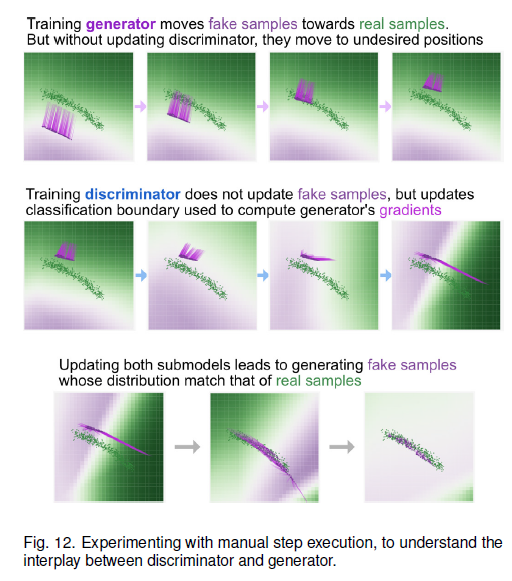 Training generator moves fake samples towards real samples.
But without updating discriminator, they move to undesired positions
Training discriminator does not update fake samples, but updates
classification boundary used to compute generator's gradients
Updating both submodels leads to generating fake samples
whose distribution match that of real samples
Fig. 12. Experimenting with manual step execution, to understand the
interplay between discriminator and generator.